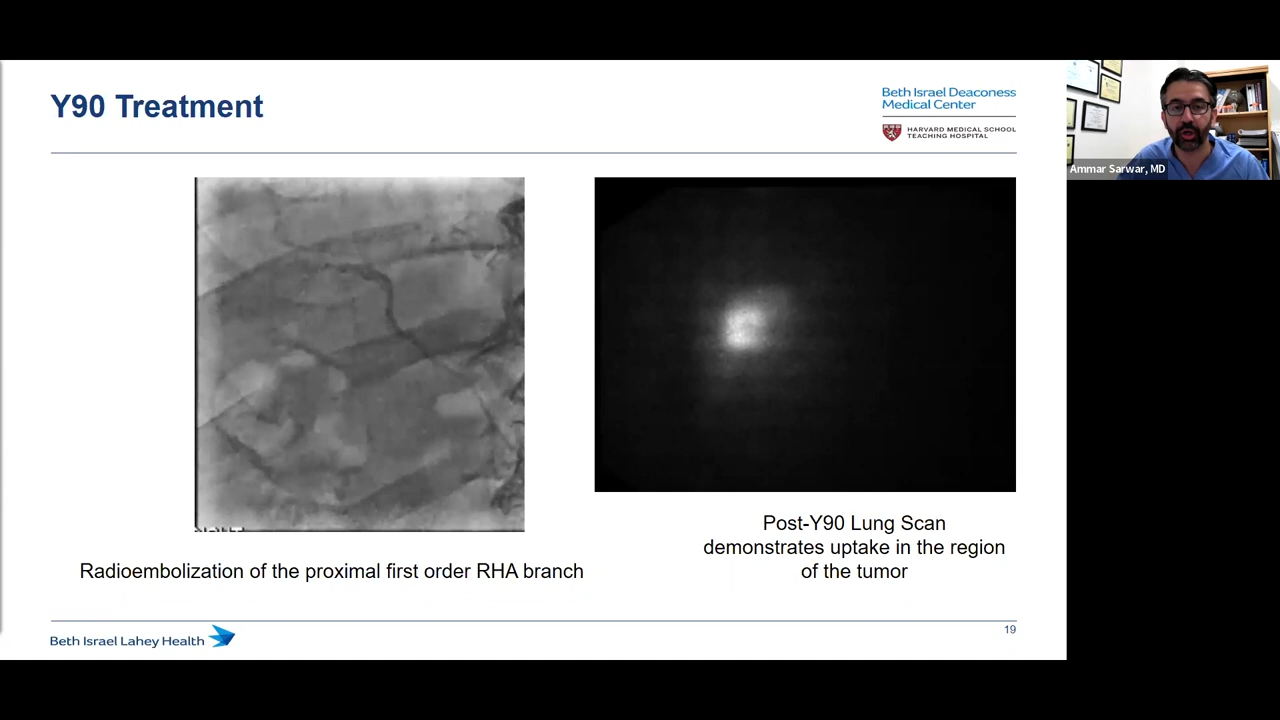 Y90 Treatment
Beth Israel Deaconess
Medical Center
HARVARD MEDICAL SCHOOL
TEACHING HOSPITAL
Ammar Sarwar, MD
Radioembolization of the proximal first order RHA branch
Post-Y90 Lung Scan
demonstrates uptake in the region
of the tumor
Beth Israel Lahey Health
19